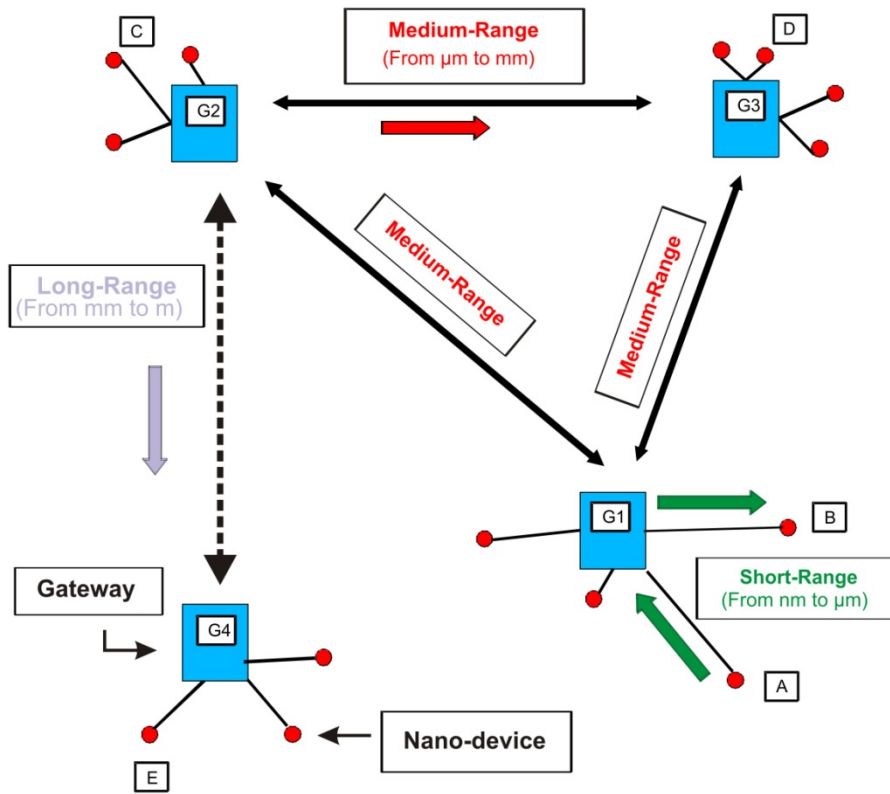 C
Medium-Range
(From µm to mm)
D
G2
G3
Medium-Range
Medium-Range
Long-Range
(From mm to m)
G1
B
Short-Range
(From nm to µm)
Gateway
G4
A
Nano-device
E